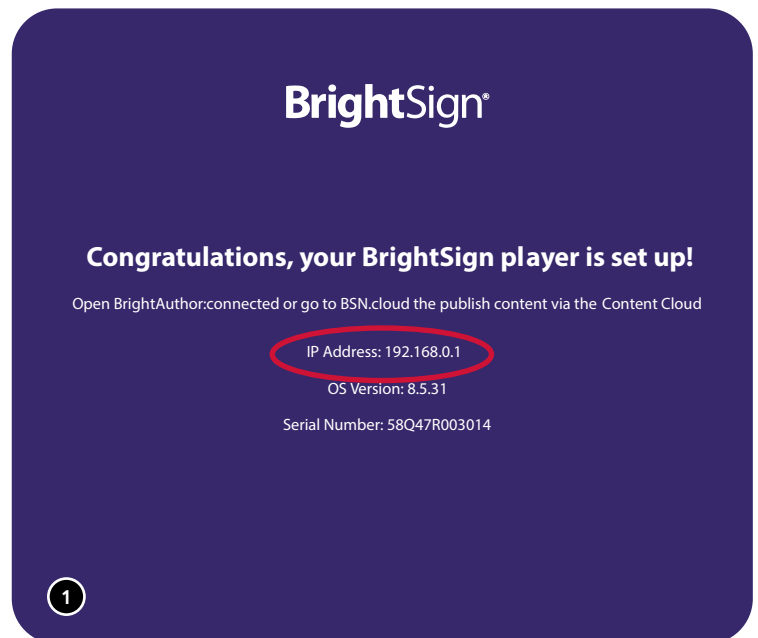 BrightSign®
Congratulations, your BrightSign player is set up!
Open BrightAuthor:connected or go to BSN.cloud the publish content via the Content Cloud
IP Address: 192.168.0.1
OS Version: 8.5.31
Serial Number: 58Q47R003014
1